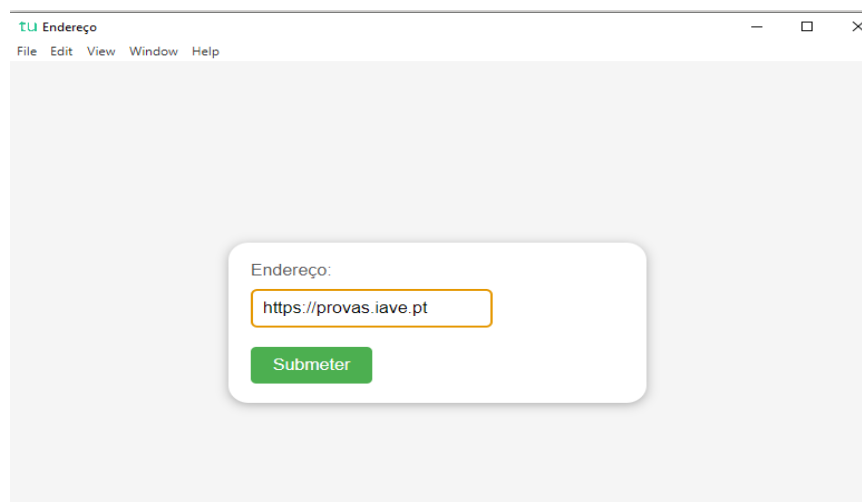 tu Endereço
File Edit View Window Help
Endereço:
https://provas.iave.pt
Submeter